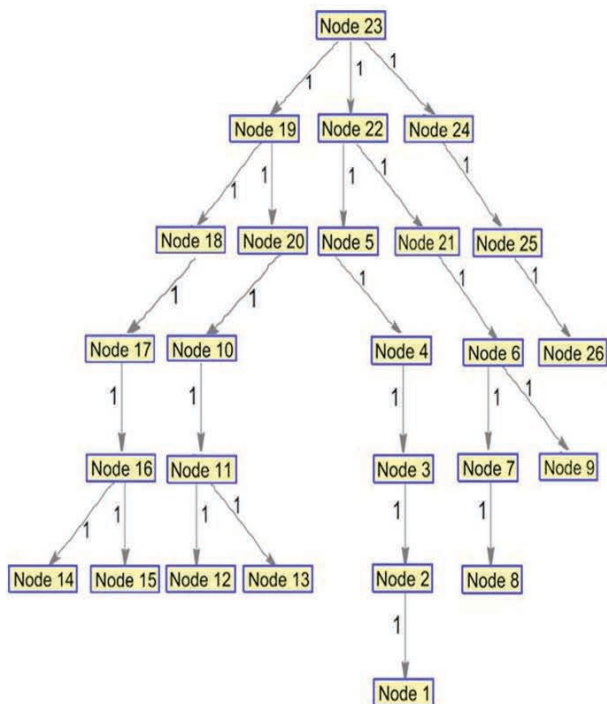 Node 23
1 1 1
Node 19 Node 22 Node 24
1 1 1 1 1
Node 18 Node 20 Node 5 Node 21 Node 25
1 1 1 1 1
Node 17 Node 10 Node 4 Node 6 Node 26
1 1 1 1 1
Node 16 Node 11 Node 3 Node 7 Node 9
1 1 1 1 1 1
Node 14 Node 15 Node 12 Node 13 Node 2 Node 8
1
Node 1